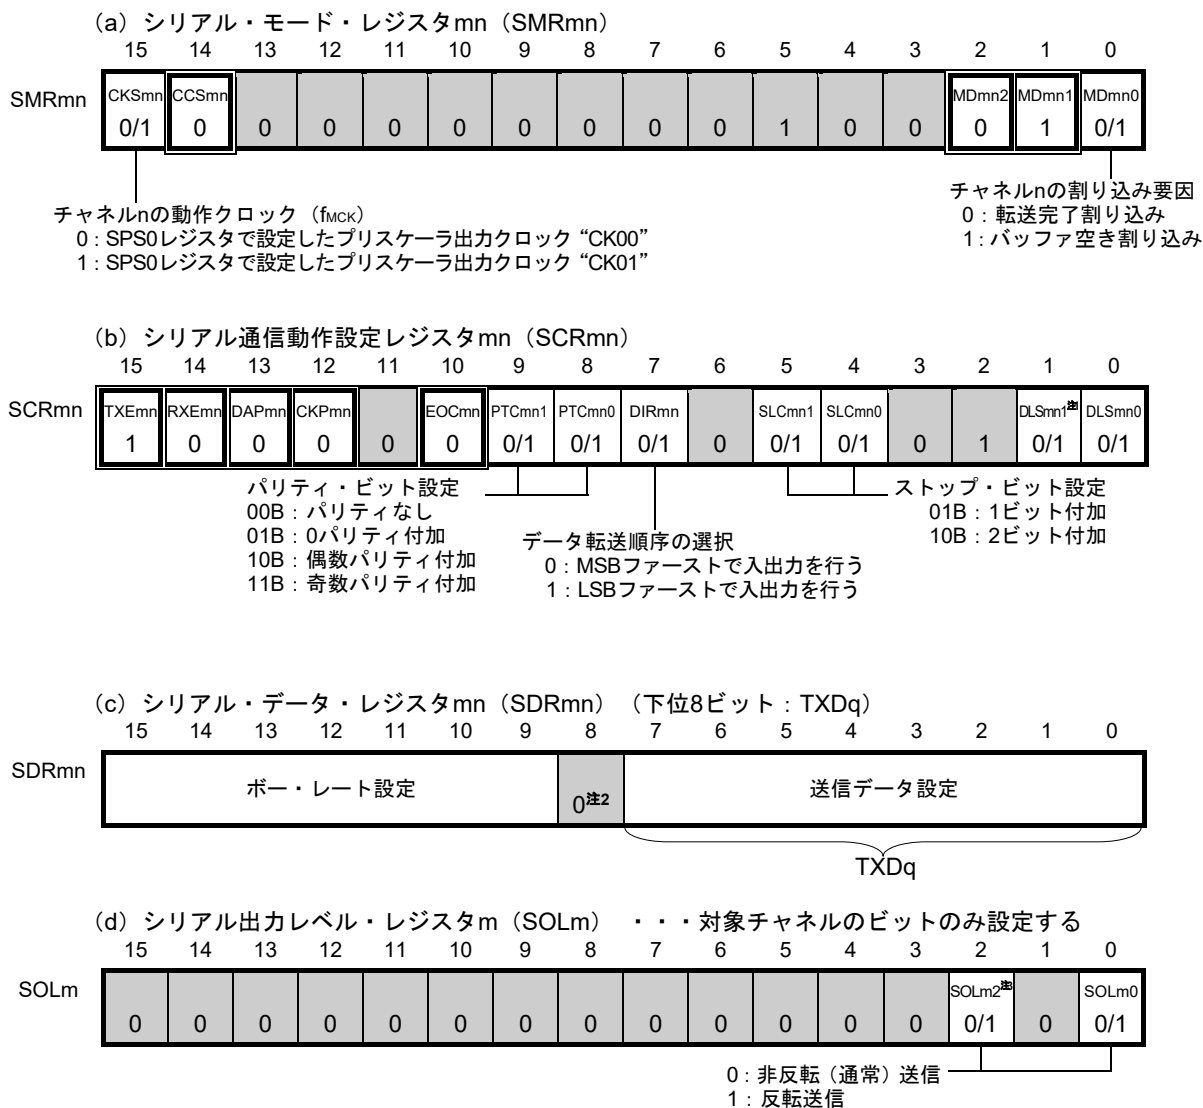 (a) シリアル・モード・レジスタmn（SMRmn）
15 14 13 12 11 10 9 8 7 6 5 4 3 2 1 0
SMRmn
CKSmn CCSmn MDmn2 MDmn1 MDmn0
0/1 0 0 0 0 0 0 0 0 0 1 0 0 0 1 0/1
チャネルnの動作クロック（fMCK）
0：SPS0レジスタで設定したプリスケーラ出力クロック“CK00”
1：SPS0レジスタで設定したプリスケーラ出力クロック“CK01”
チャネルnの割り込み要因
0：転送完了割り込み
1：バッファ空き割り込み
(b) シリアル通信動作設定レジスタmn（SCRmn）
15 14 13 12 11 10 9 8 7 6 5 4 3 2 1 0
SCRmn
TXEmn RXEmn DAPmn CKPmn EOCmn PTCmn1 PTCmn0 DIRmn SLCmn1 SLCmn0 DLSmn1注 DLSmn0
1 0 0 0 0 0 0/1 0/1 0/1 0 0/1 0/1 0 1 0/1 0/1
パリティ・ビット設定
00B：パリティなし
01B：0パリティ付加
10B：偶数パリティ付加
11B：奇数パリティ付加
データ転送順序の選択
0：MSBファーストで入出力を行う
1：LSBファーストで入出力を行う
ストップ・ビット設定
01B：1ビット付加
10B：2ビット付加
(c) シリアル・データ・レジスタmn（SDRmn）（下位8ビット：TXDq）
15 14 13 12 11 10 9 8 7 6 5 4 3 2 1 0
SDRmn
ボー・レート設定 0注2 送信データ設定
TXDq
(d) シリアル出力レベル・レジスタm（SOLm） ・・・対象チャネルのビットのみ設定する
15 14 13 12 11 10 9 8 7 6 5 4 3 2 1 0
SOLm
SOLm2注3 SOLm0
0 0 0 0 0 0 0 0 0 0 0 0 0 0/1 0 0/1
0：非反転（通常）送信
1：反転送信